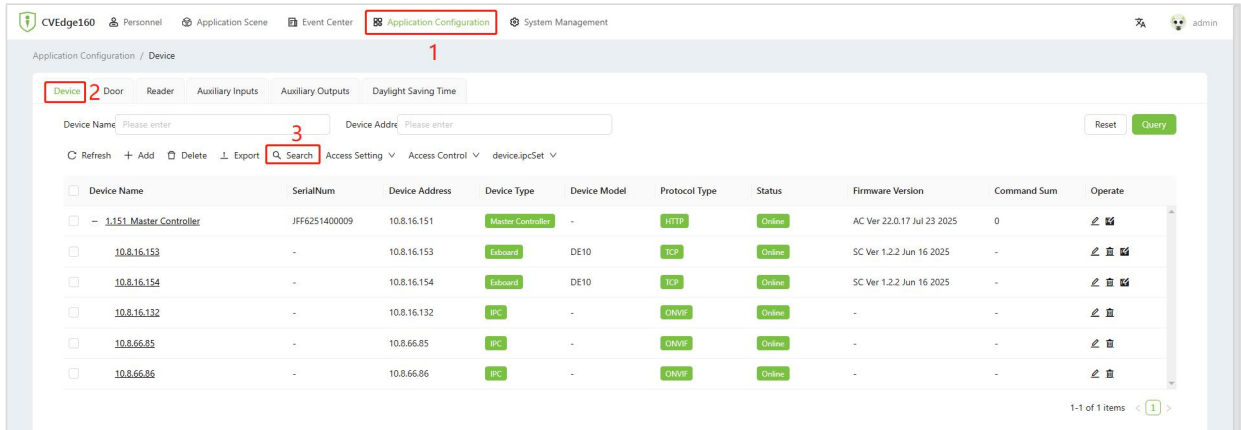 CVEdge160 Personnel Application Scene Event Center Application Configuration System Management admin
1
Application Configuration / Device
Device 2 Door Reader Auxiliary Inputs Auxiliary Outputs Daylight Saving Time
Device Name Please enter Device Addre Please enter Reset Query
3
Refresh + Add Delete Export Search Access Setting Access Control device.ipcSet
Device Name SerialNum Device Address Device Type Device Model Protocol Type Status Firmware Version Command Sum Operate
− 1.151 Master Controller JFF6251400009 10.8.16.151 Master Controller - HTTP Online AC Ver 22.0.17 Jul 23 2025 0
10.8.16.153 - 10.8.16.153 Exboard DE10 TCP Online SC Ver 1.2.2 Jun 16 2025 -
10.8.16.154 - 10.8.16.154 Exboard DE10 TCP Online SC Ver 1.2.2 Jun 16 2025 -
10.8.16.132 - 10.8.16.132 IPC - ONVIF Online - -
10.8.66.85 - 10.8.66.85 IPC - ONVIF Online - -
10.8.66.86 - 10.8.66.86 IPC - ONVIF Online - -
1-1 of 1 items < 1 >